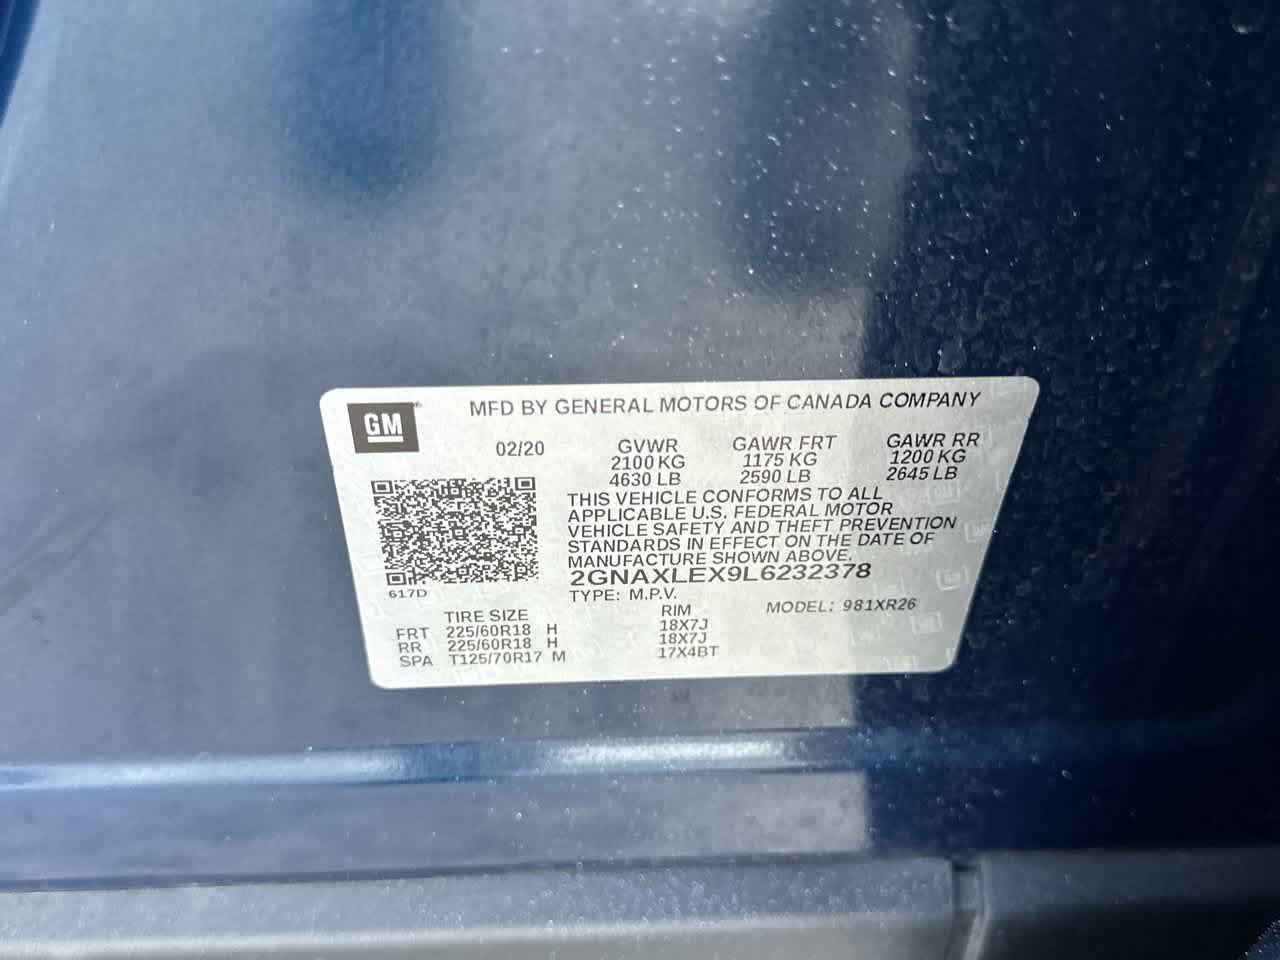 GM
MFD BY GENERAL MOTORS OF CANADA COMPANY
02/20 GVWR GAWR FRT GAWR RR
2100 KG 1175 KG 1200 KG
4630 LB 2590 LB 2645 LB
THIS VEHICLE CONFORMS TO ALL
APPLICABLE U.S. FEDERAL MOTOR
VEHICLE SAFETY AND THEFT PREVENTION
STANDARDS IN EFFECT ON THE DATE OF
MANUFACTURE SHOWN ABOVE.
617D
2GNAXLEX9L6232378
TYPE: M.P.V. MODEL: 981XR26
TIRE SIZE RIM
FRT 225/60R18 H 18X7J
RR 225/60R18 H 18X7J
SPA T125/70R17 M 17X4BT